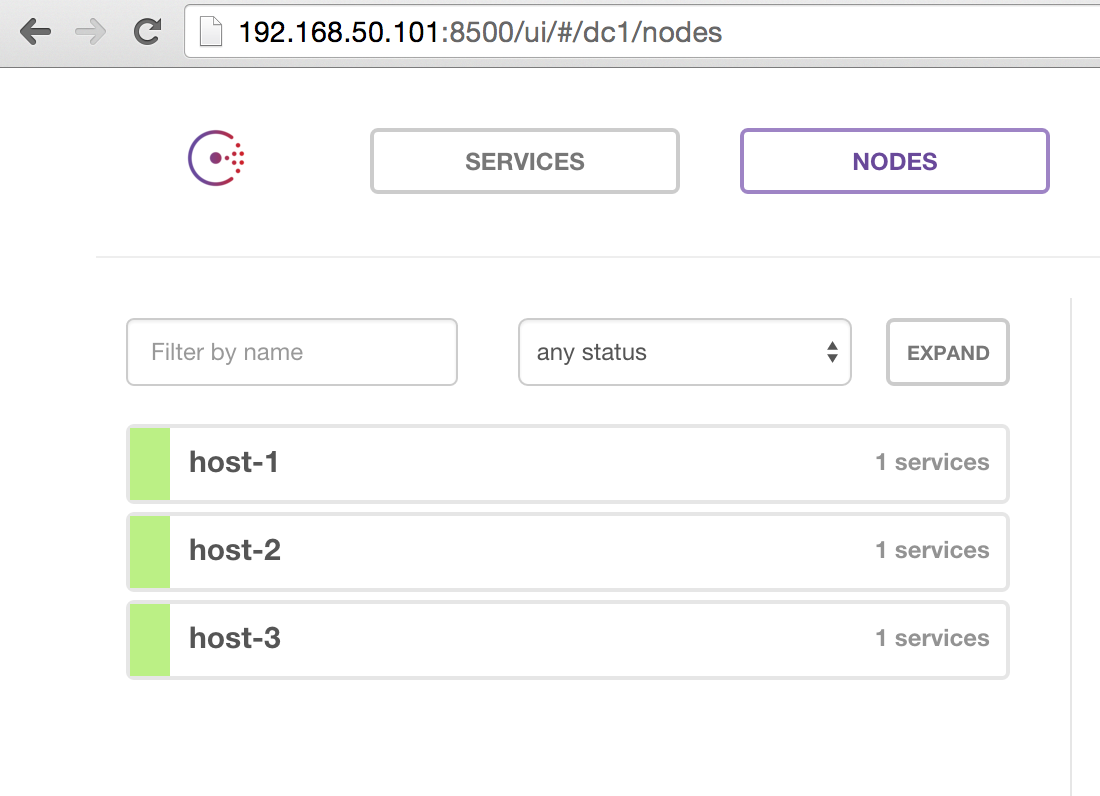 192.168.50.101:8500/ui/#/dc1/nodes
SERVICES NODES
Filter by name any status EXPAND
host-1 1 services
host-2 1 services
host-3 1 services